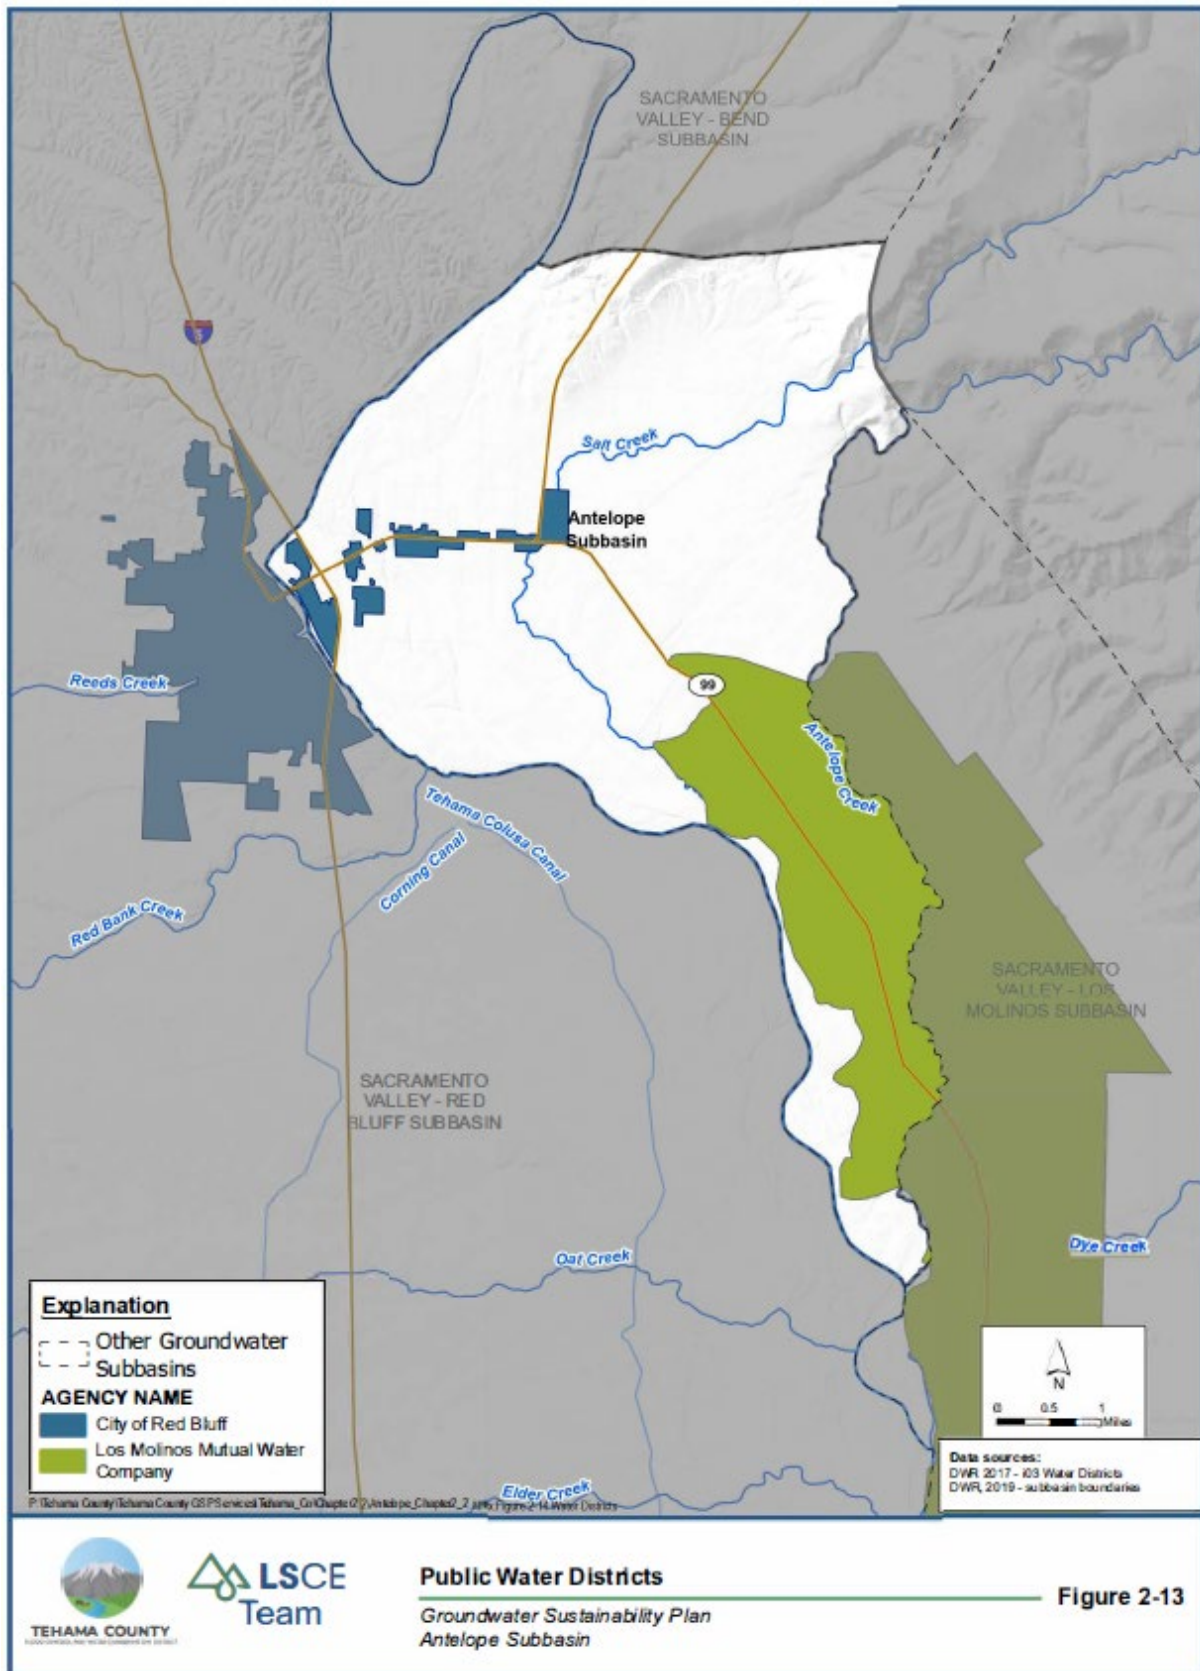 SACRAMENTO
VALLEY - BEND
SUBBASIN
5
Salt Creek
Antelope
Subbasin
Reeds Creek
99
Antelope Creek
Tehama Colusa Canal
Corning Canal
Red Bank Creek
SACRAMENTO
VALLEY - LOS
MOLINOS SUBBASIN
SACRAMENTO
VALLEY - RED
BLUFF SUBBASIN
Dye Creek
Oat Creek
Elder Creek
Explanation
Other Groundwater
Subbasins
AGENCY NAME
City of Red Bluff
Los Molinos Mutual Water
Company
N
0 0.5 1
Miles
Data sources:
DWR 2017 - i03 Water Districts
DWR, 2019 - subbasin boundaries
TEHAMA COUNTY
LSCE
Team
Public Water Districts
Groundwater Sustainability Plan
Antelope Subbasin
Figure 2-13